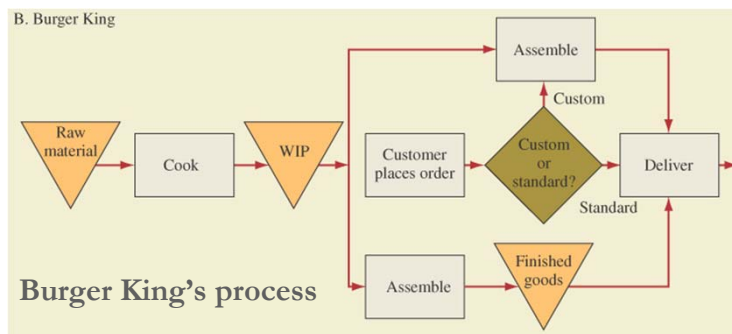 B. Burger King
Assemble
Custom
Raw
material
Cook
WIP
Customer
places order
Custom
or
standard?
Deliver
Standard
Assemble
Finished
goods
Burger King’s process